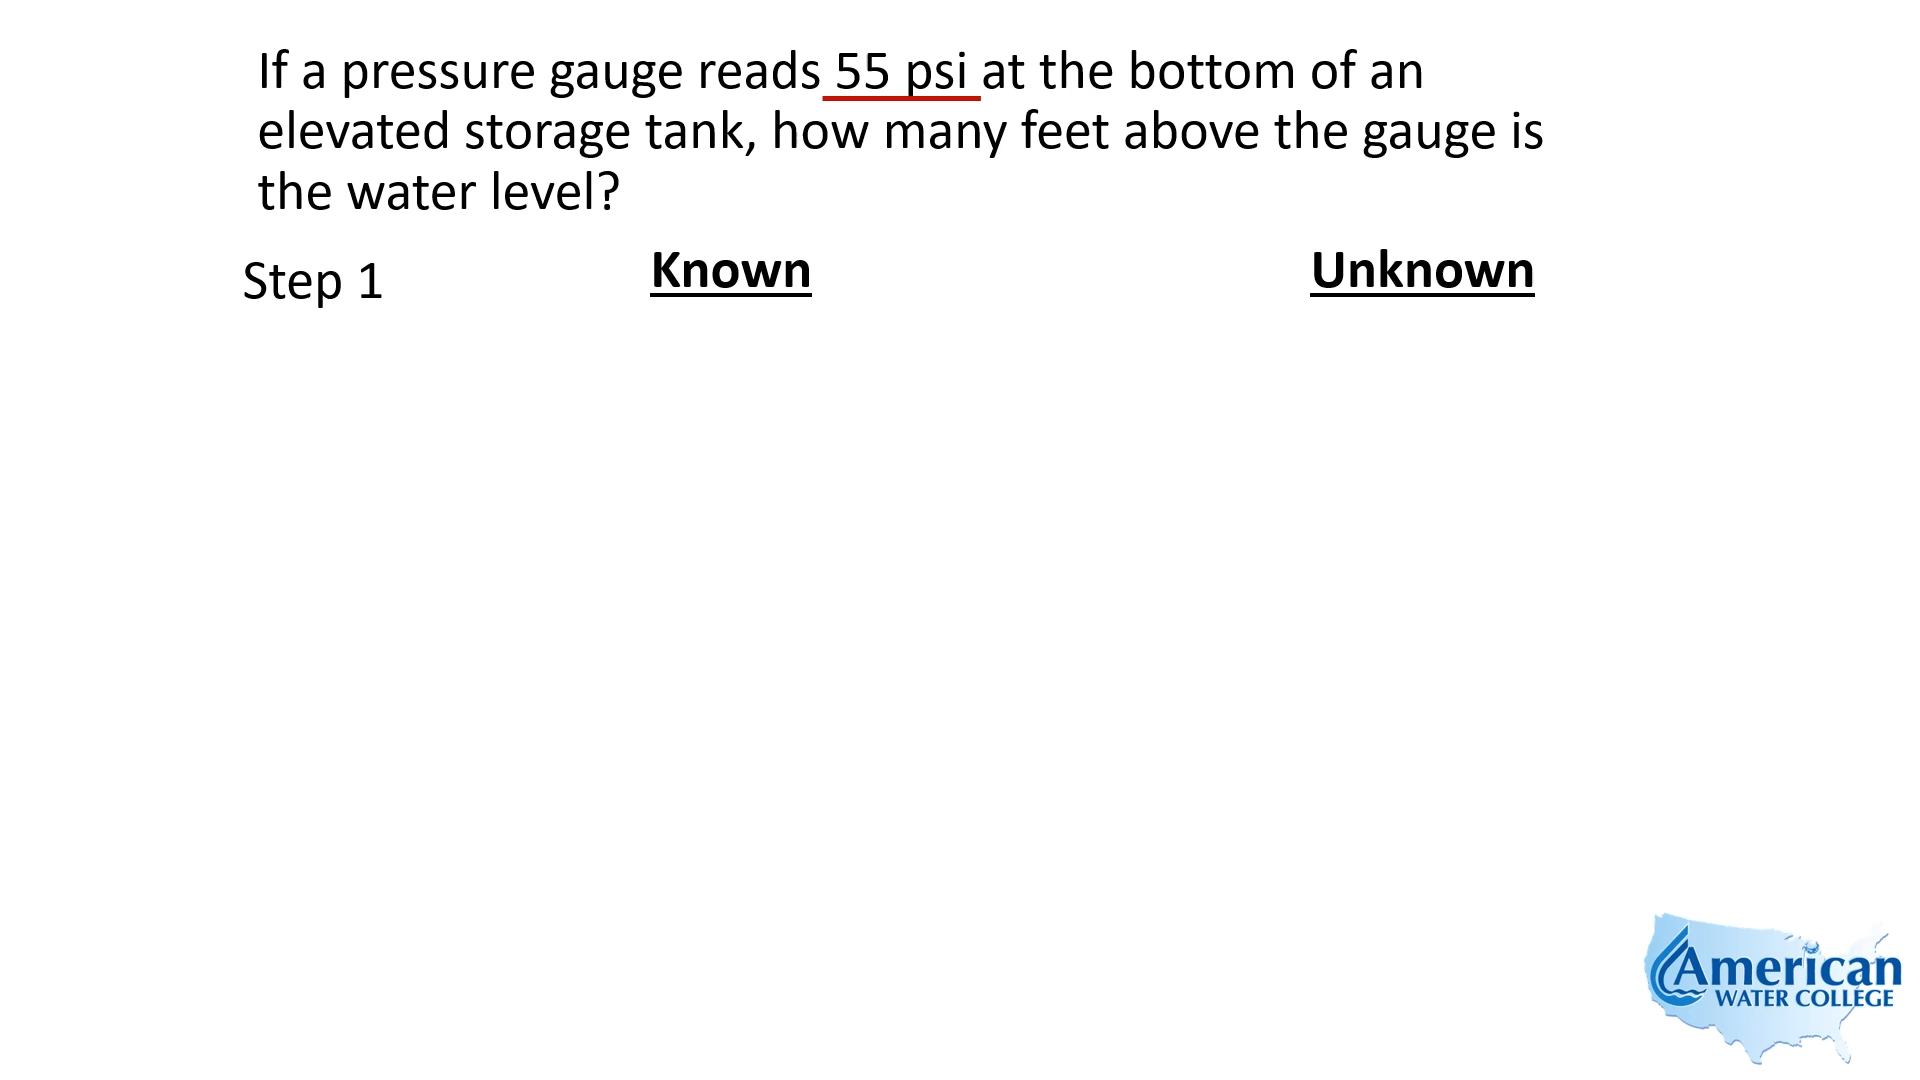 If a pressure gauge reads 55 psi at the bottom of an
elevated storage tank, how many feet above the gauge is
the water level?
Step 1
Known
Unknown
American
WATER COLLEGE